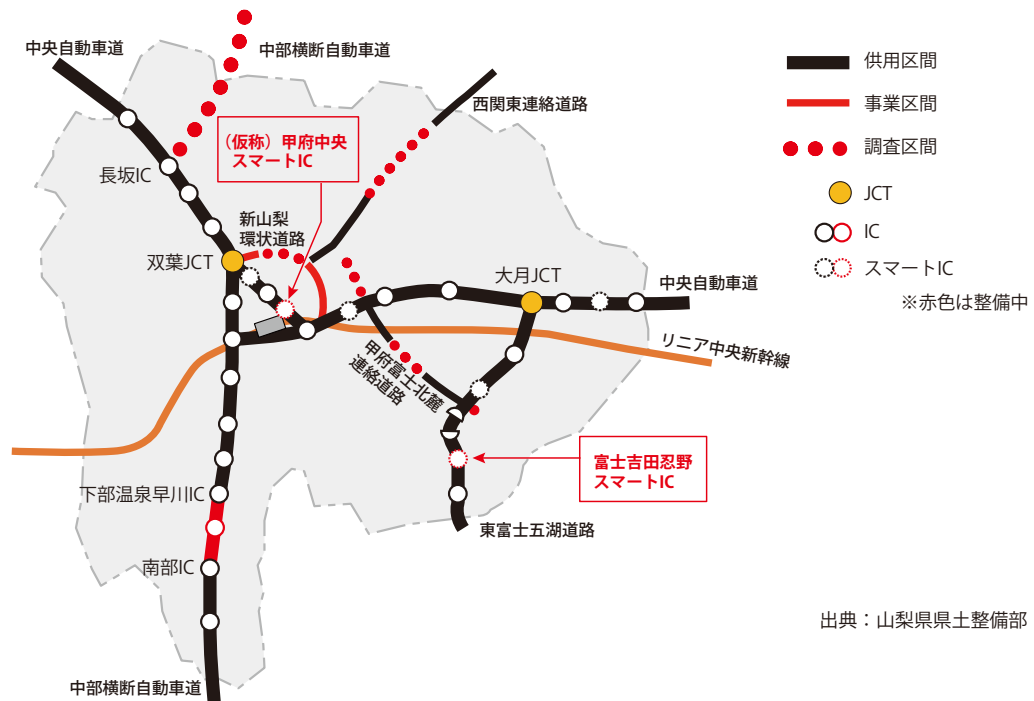 中央自動車道
中部横断自動車道
西関東連絡道路
(仮称)甲府中央
スマートIC
長坂IC
新山梨
環状道路
双葉JCT
大月JCT
中央自動車道
リニア中央新幹線
甲府富士北麓
連絡道路
富士吉田忍野
スマートIC
下部温泉早川IC
東富士五湖道路
南部IC
中部横断自動車道
供用区間
事業区間
調査区間
JCT
IC
スマートIC
※赤色は整備中
出典：山梨県県土整備部